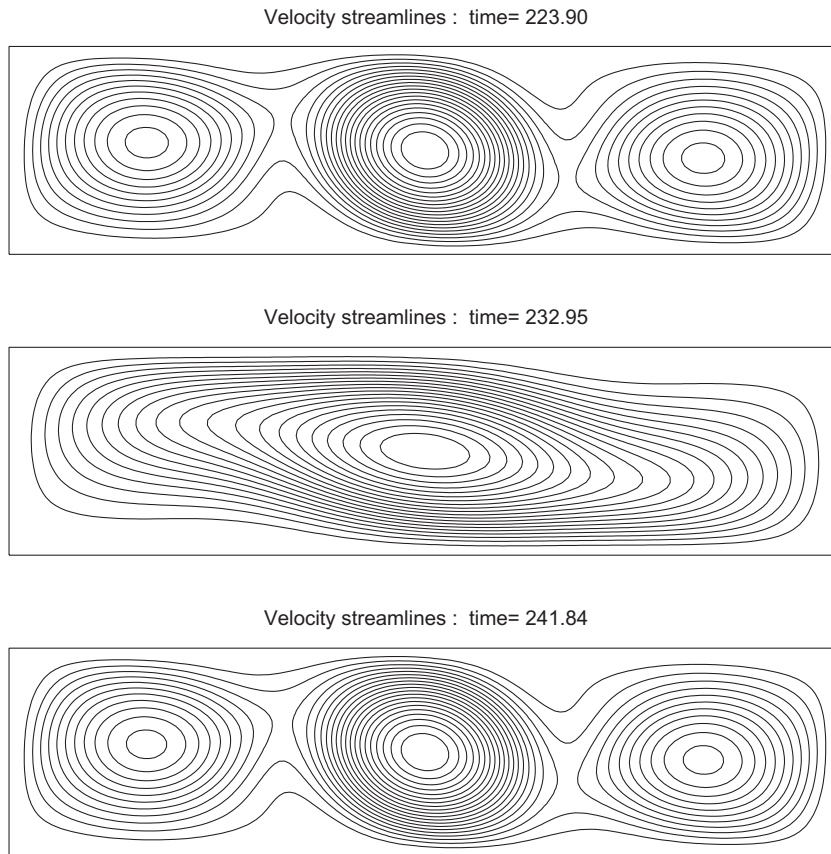 Velocity streamlines : time= 223.90
Velocity streamlines : time= 232.95
Velocity streamlines : time= 241.84